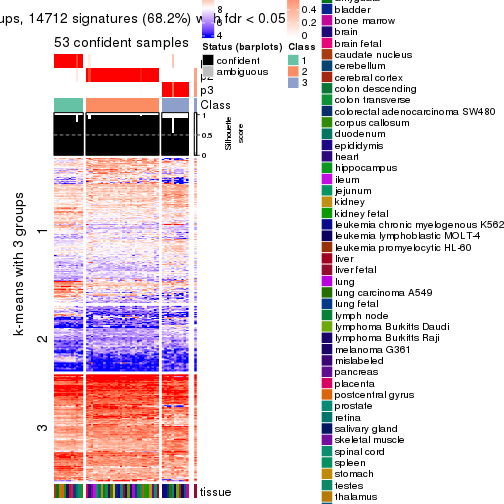 ups, 14712 signatures (68.2%) with fdr < 0.05
53 confident samples
p2
p3
Class
1
0.5
0
Silhouette
score
k-means with 3 groups
1
2
3
tissue
8
6
4
0.4
0.2
0
Status (barplots)
confident
ambiguous
Class
1
2
3
bladder
bone marrow
brain
brain fetal
caudate nucleus
cerebellum
cerebral cortex
colon descending
colon transverse
colorectal adenocarcinoma SW480
corpus callosum
duodenum
epididymis
heart
hippocampus
ileum
jejunum
kidney
kidney fetal
leukemia chronic myelogenous K562
leukemia lymphoblastic MOLT-4
leukemia promyelocytic HL-60
liver
liver fetal
lung
lung carcinoma A549
lung fetal
lymph node
lymphoma Burkitts Daudi
lymphoma Burkitts Raji
melanoma G361
mislabeled
pancreas
placenta
postcentral gyrus
prostate
retina
salivary gland
skeletal muscle
spinal cord
spleen
stomach
testes
thalamus